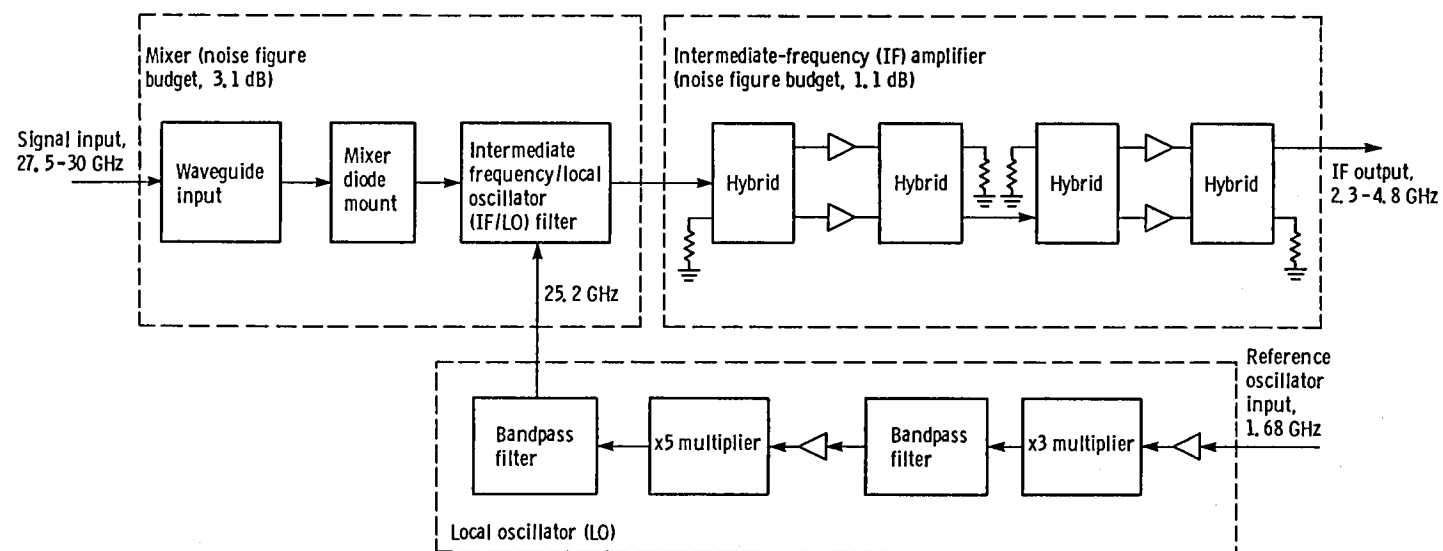 Mixer (noise figure
budget, 3.1 dB)
Signal input,
27.5-30 GHz
Waveguide
input
Mixer
diode
mount
Intermediate
frequency/local
oscillator
(IF/LO) filter
25.2 GHz
Intermediate-frequency (IF) amplifier
(noise figure budget, 1.1 dB)
Hybrid
Hybrid
Hybrid
Hybrid
IF output,
2.3-4.8 GHz
Reference
oscillator
input,
1.68 GHz
Bandpass
filter
x5 multiplier
Bandpass
filter
x3 multiplier
Local oscillator (LO)